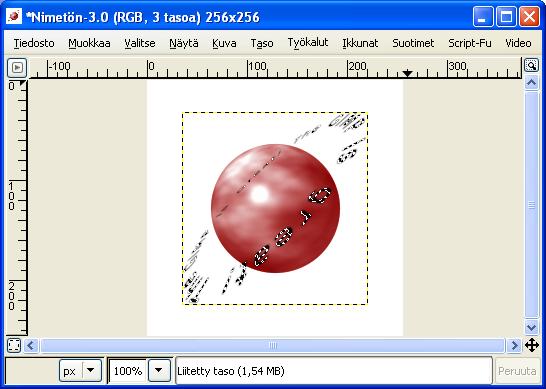 *Nimetön-3.0 (RGB, 3 tasoa) 256x256
Tiedosto Muokkaa Valitse Näytä Kuva Taso Työkalut Ikkunat Suotimet Script-Fu Video
-100 0 100 200 300
0
100
200
px 100% Liitetty taso (1,54 MB) Peruuta